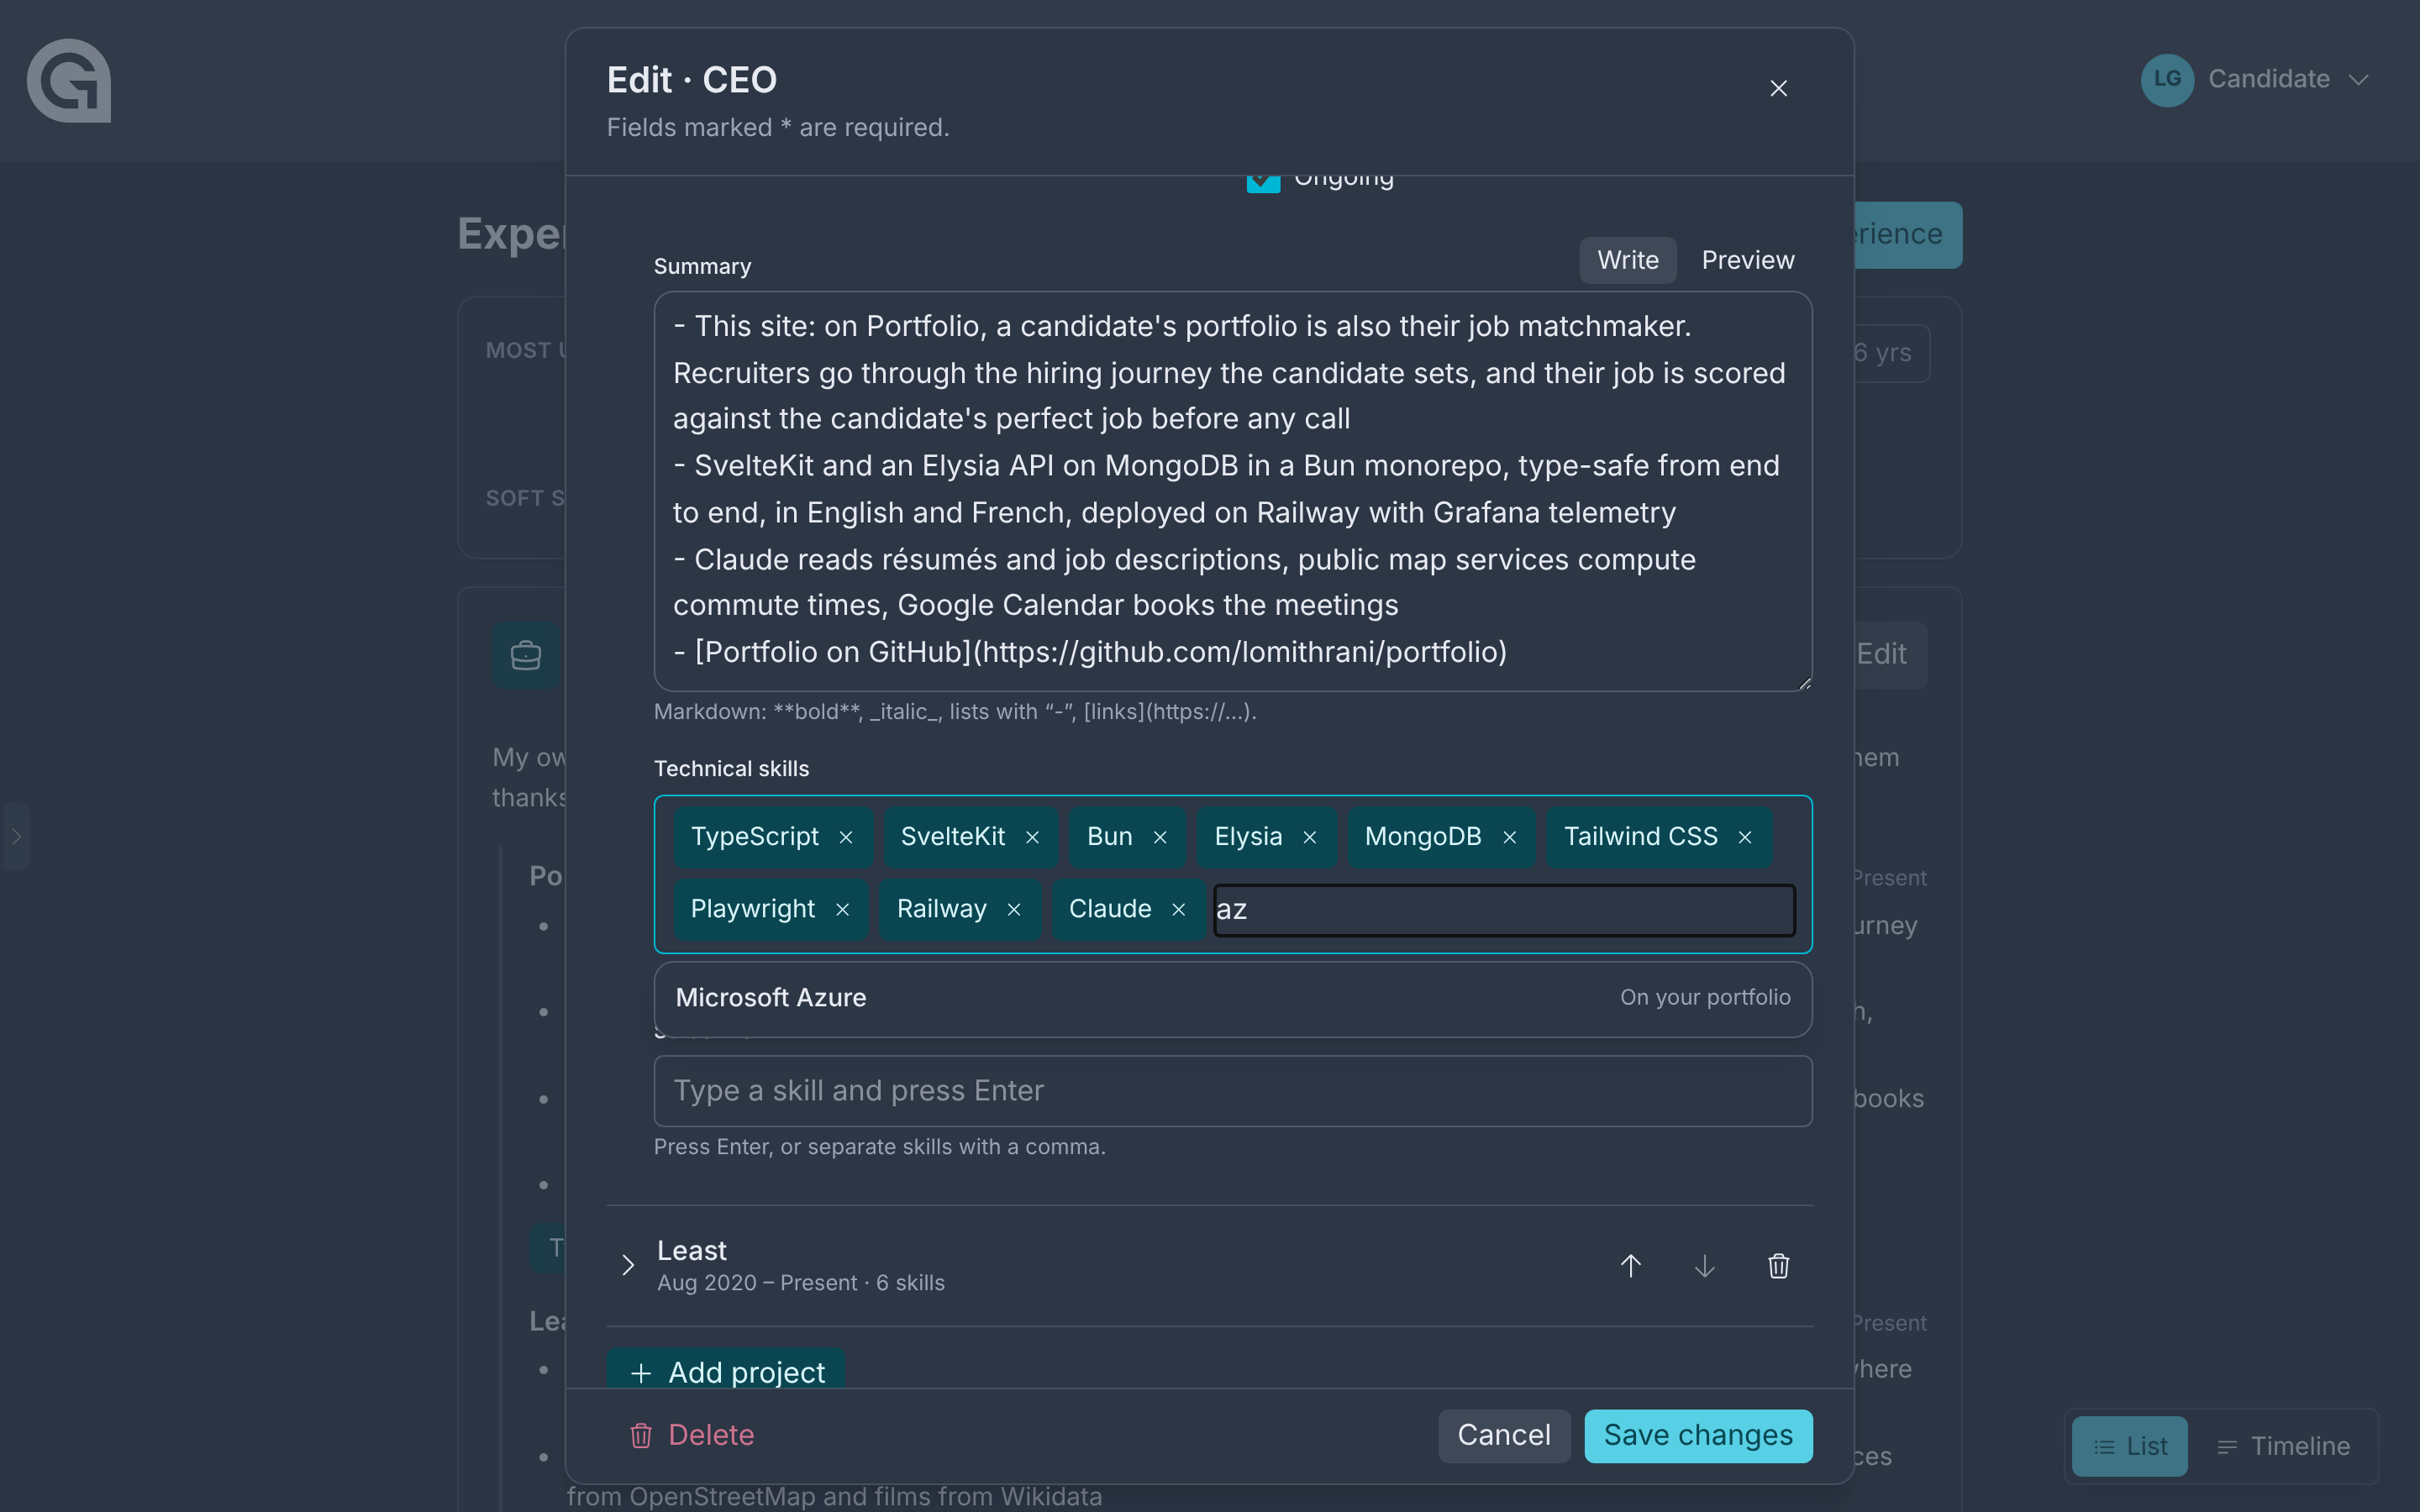 LG Candidate
Edit · CEO
Fields marked * are required.
Ongoing
Summary
Write Preview
- This site: on Portfolio, a candidate's portfolio is also their job matchmaker.
Recruiters go through the hiring journey the candidate sets, and their job is scored
against the candidate's perfect job before any call
- SvelteKit and an Elysia API on MongoDB in a Bun monorepo, type-safe from end
to end, in English and French, deployed on Railway with Grafana telemetry
- Claude reads résumés and job descriptions, public map services compute
commute times, Google Calendar books the meetings
- [Portfolio on GitHub](https://github.com/lomithrani/portfolio)
Markdown: **bold**, _italic_, lists with “-”, [links](https://...).
Technical skills
TypeScript SvelteKit Bun Elysia MongoDB Tailwind CSS
Playwright Railway Claude az
Microsoft Azure On your portfolio
Type a skill and press Enter
Press Enter, or separate skills with a comma.
Least
Aug 2020 – Present · 6 skills
Add project
Delete Cancel Save changes
MOST
6 yrs
SOFT
Edit
My
thanks
Present
books
Present
List Timeline
from OpenStreetMap and films from Wikidata